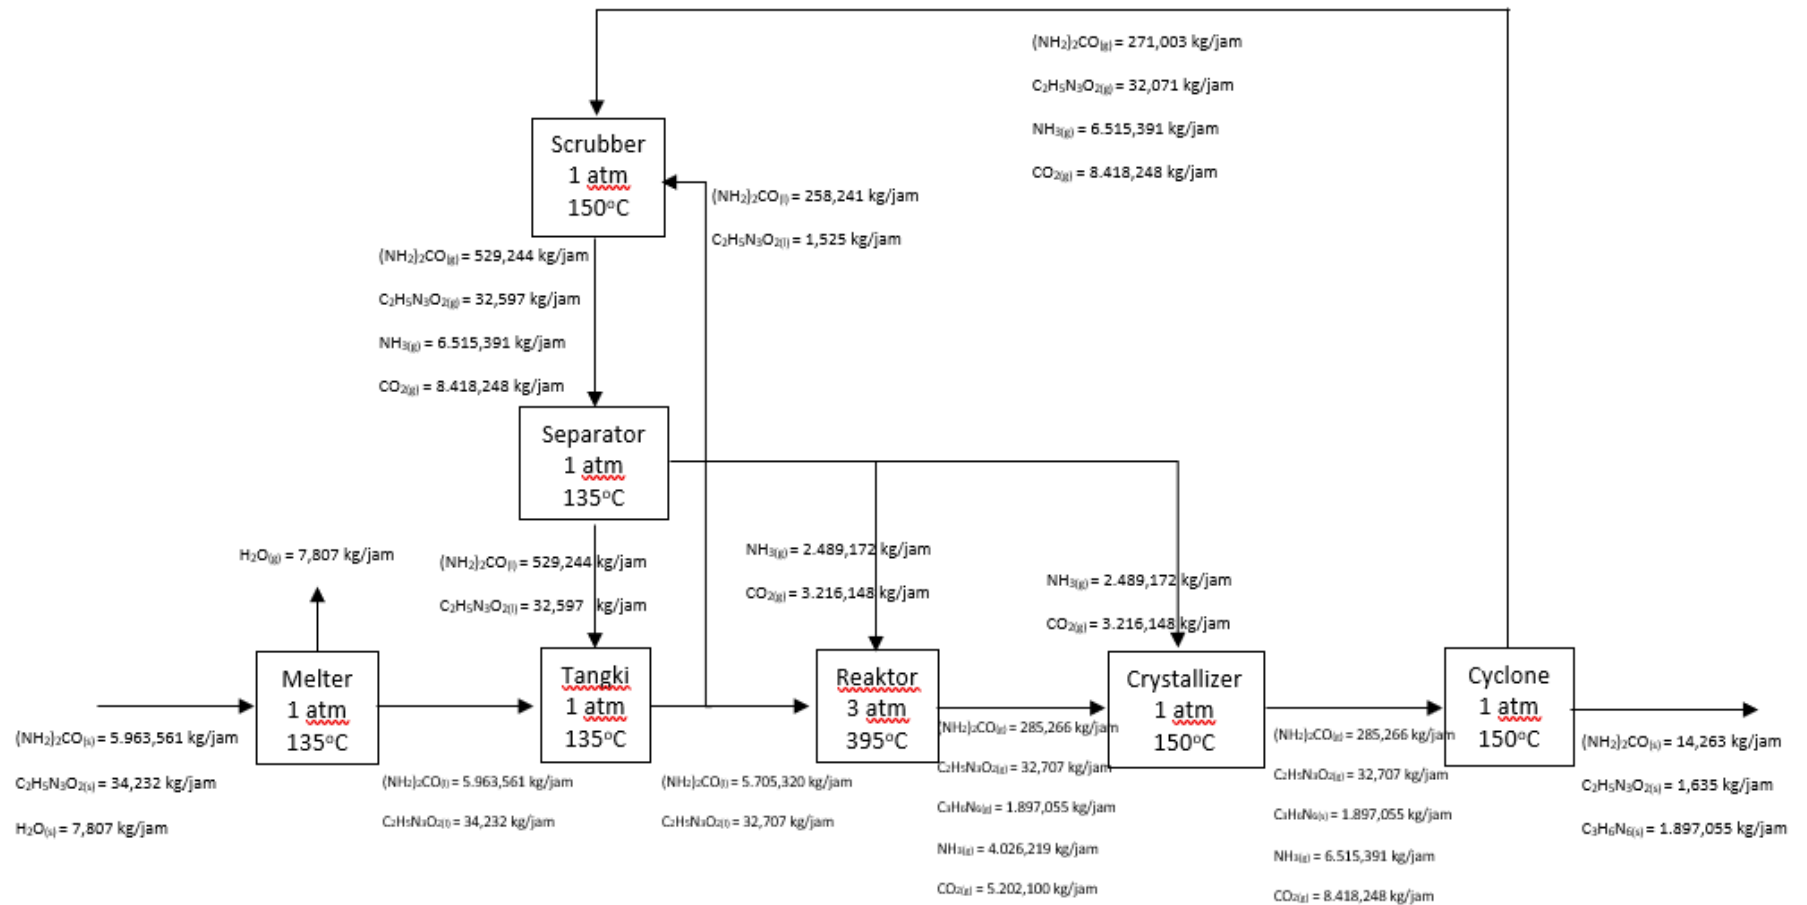 (NH₂)₂CO(g) = 271,003 kg/jam
C₂H₅N₃O₂(g) = 32,071 kg/jam
NH₃(g) = 6.515,391 kg/jam
CO₂(g) = 8.418,248 kg/jam
Scrubber
1 atm
150°C
(NH₂)₂CO(l) = 258,241 kg/jam
C₂H₅N₃O₂(l) = 1,525 kg/jam
(NH₂)₂CO(g) = 529,244 kg/jam
C₂H₅N₃O₂(g) = 32,597 kg/jam
NH₃(g) = 6.515,391 kg/jam
CO₂(g) = 8.418,248 kg/jam
Separator
1 atm
135°C
H₂O(g) = 7,807 kg/jam
(NH₂)₂CO(l) = 529,244 kg/jam
C₂H₅N₃O₂(l) = 32,597 kg/jam
NH₃(g) = 2.489,172 kg/jam
CO₂(g) = 3.216,148 kg/jam
NH₃(g) = 2.489,172 kg/jam
CO₂(g) = 3.216,148 kg/jam
Melter
1 atm
135°C
Tangki
1 atm
135°C
Reaktor
3 atm
395°C
Crystallizer
1 atm
150°C
Cyclone
1 atm
150°C
(NH₂)₂CO(s) = 5.963,561 kg/jam
C₂H₅N₃O₂(s) = 34,232 kg/jam
H₂O(s) = 7,807 kg/jam
(NH₂)₂CO(l) = 5.963,561 kg/jam
C₂H₅N₃O₂(l) = 34,232 kg/jam
(NH₂)₂CO(l) = 5.705,320 kg/jam
C₂H₅N₃O₂(l) = 32,707 kg/jam
(NH₂)₂CO(g) = 285,266 kg/jam
C₂H₅N₃O₂(g) = 32,707 kg/jam
C₃H₆N₆(g) = 1.897,055 kg/jam
NH₃(g) = 4.026,219 kg/jam
CO₂(g) = 5.202,100 kg/jam
(NH₂)₂CO(g) = 285,266 kg/jam
C₂H₅N₃O₂(g) = 32,707 kg/jam
C₃H₆N₆(s) = 1.897,055 kg/jam
NH₃(g) = 6.515,391 kg/jam
CO₂(g) = 8.418,248 kg/jam
(NH₂)₂CO(s) = 14,263 kg/jam
C₂H₅N₃O₂(s) = 1,635 kg/jam
C₃H₆N₆(s) = 1.897,055 kg/jam